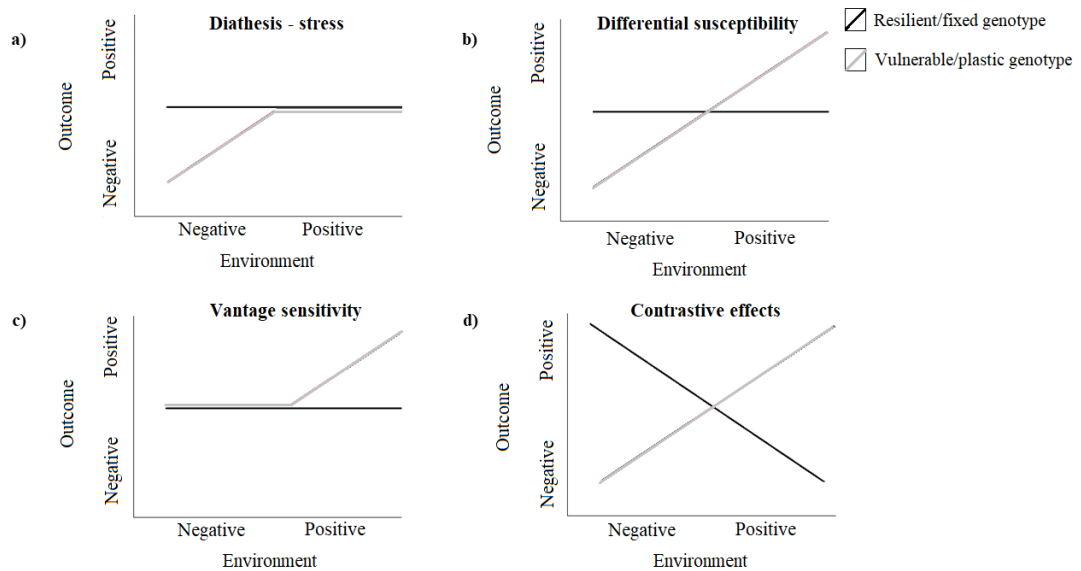 a)
Diathesis - stress
Positive
Negative
Outcome
Negative
Positive
Environment
b)
Differential susceptibility
Positive
Negative
Outcome
Negative
Positive
Environment
Resilient/fixed genotype
Vulnerable/plastic genotype
c)
Vantage sensitivity
Positive
Negative
Outcome
Negative
Positive
Environment
d)
Contrastive effects
Positive
Negative
Outcome
Negative
Positive
Environment